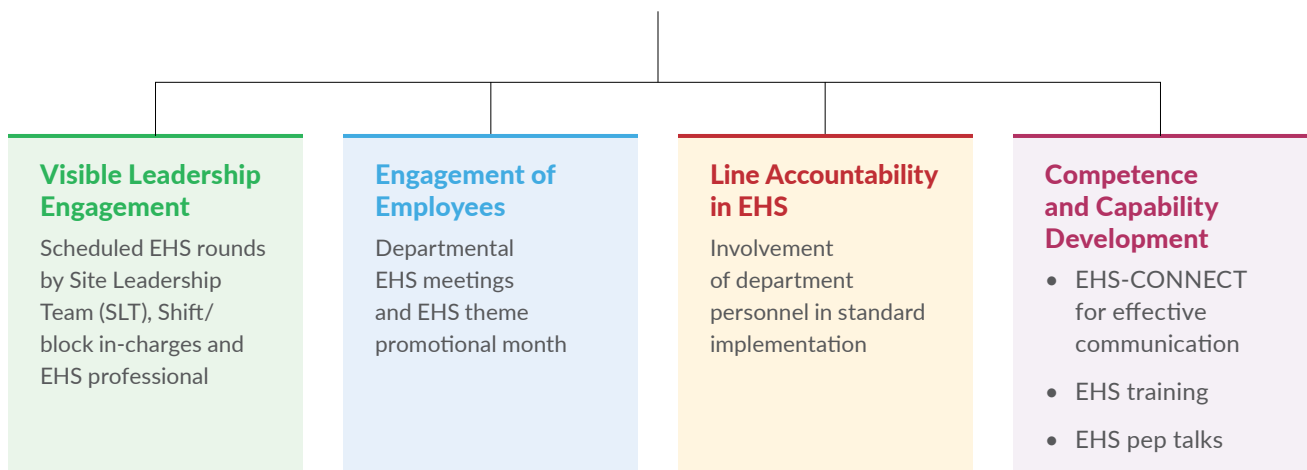 Visible Leadership
Engagement
Scheduled EHS rounds
by Site Leadership
Team (SLT), Shift/
block in-charges and
EHS professional
Engagement of
Employees
Departmental
EHS meetings
and EHS theme
promotional month
Line Accountability
in EHS
Involvement
of department
personnel in standard
implementation
Competence
and Capability
Development
• EHS-CONNECT
for effective
communication
• EHS training
• EHS pep talks